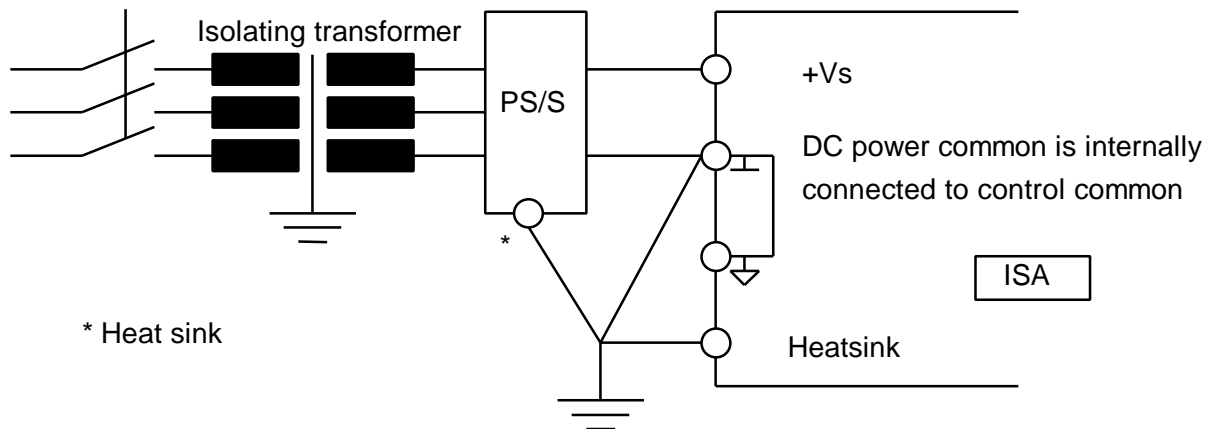 Isolating transformer
PS/S
+Vs
DC power common is internally
connected to control common
*
ISA
* Heat sink
Heatsink